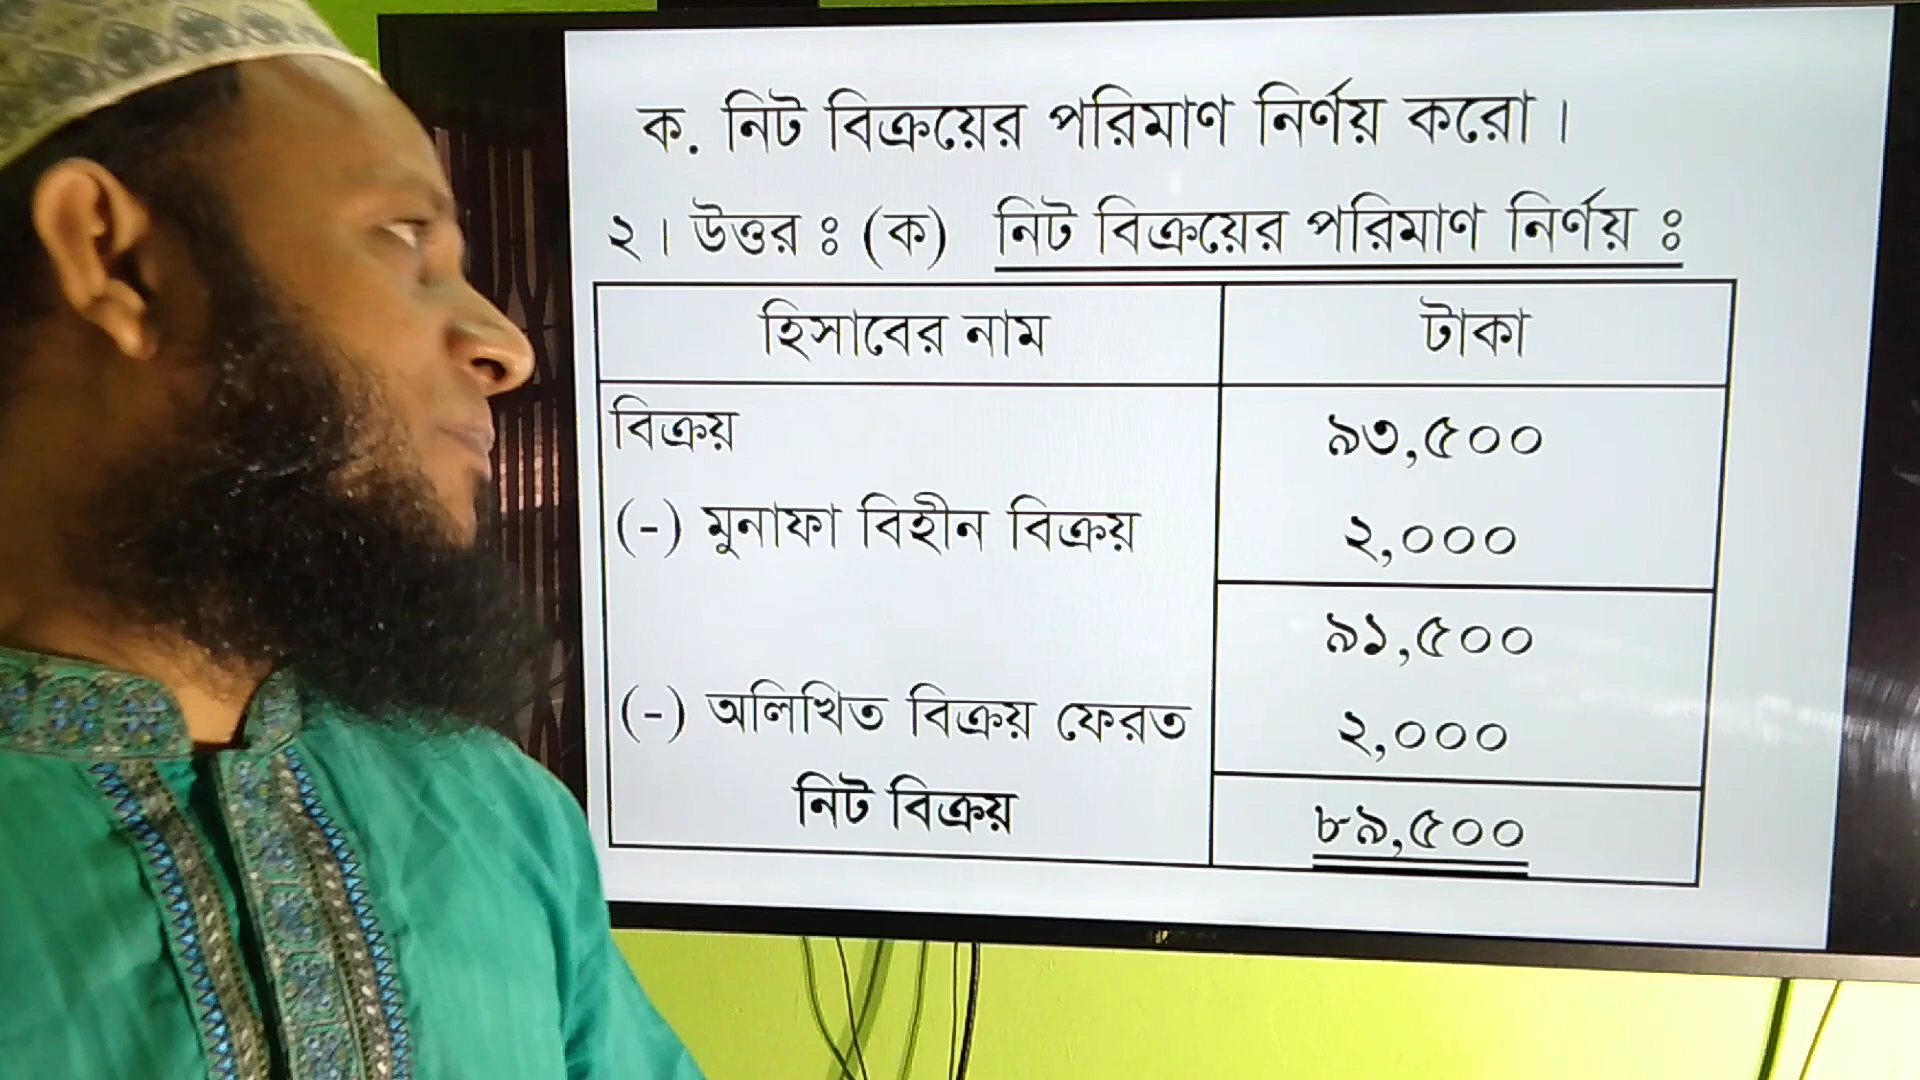 ক. নিট বিক্রয়ের পরিমাণ নির্ণয় করো।
২। উত্তর ঃ (ক) নিট বিক্রয়ের পরিমাণ নির্ণয় ঃ
হিসাবের নাম টাকা
বিক্রয় ৯৩,৫০০
(-) মুনাফা বিহীন বিক্রয় ২,০০০
৯১,৫০০
(-) অলিখিত বিক্রয় ফেরত ২,০০০
নিট বিক্রয় ৮৯,৫০০